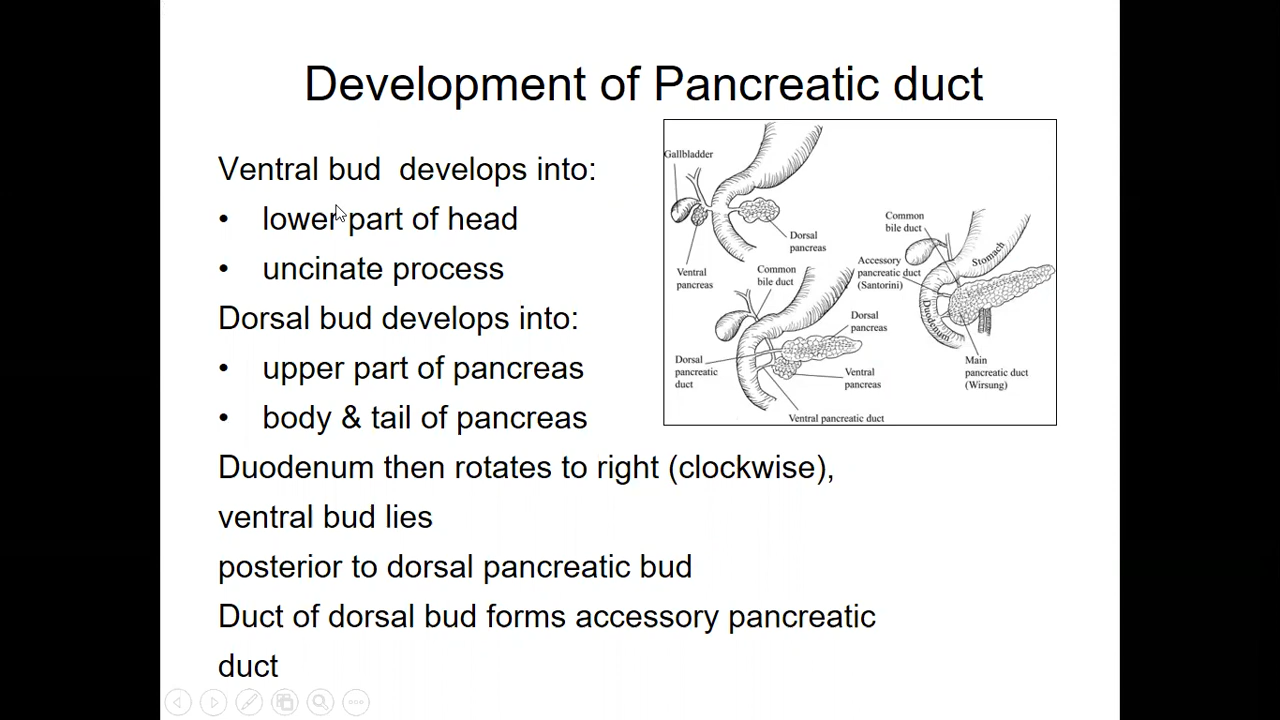 Development of Pancreatic duct
Ventral bud  develops into:
• lower part of head
• uncinate process
Dorsal bud develops into:
• upper part of pancreas
• body & tail of pancreas
Duodenum then rotates to right (clockwise),
ventral bud lies
posterior to dorsal pancreatic bud
Duct of dorsal bud forms accessory pancreatic
duct
Gallbladder
Dorsal
pancreas
Ventral
pancreas
Common
bile duct
Dorsal
pancreas
Dorsal
pancreatic
duct
Ventral
pancreas
Ventral pancreatic duct
Common
bile duct
Stomach
Accessory
pancreatic duct
(Santorini)
Duodenum
Main
pancreatic duct
(Wirsung)